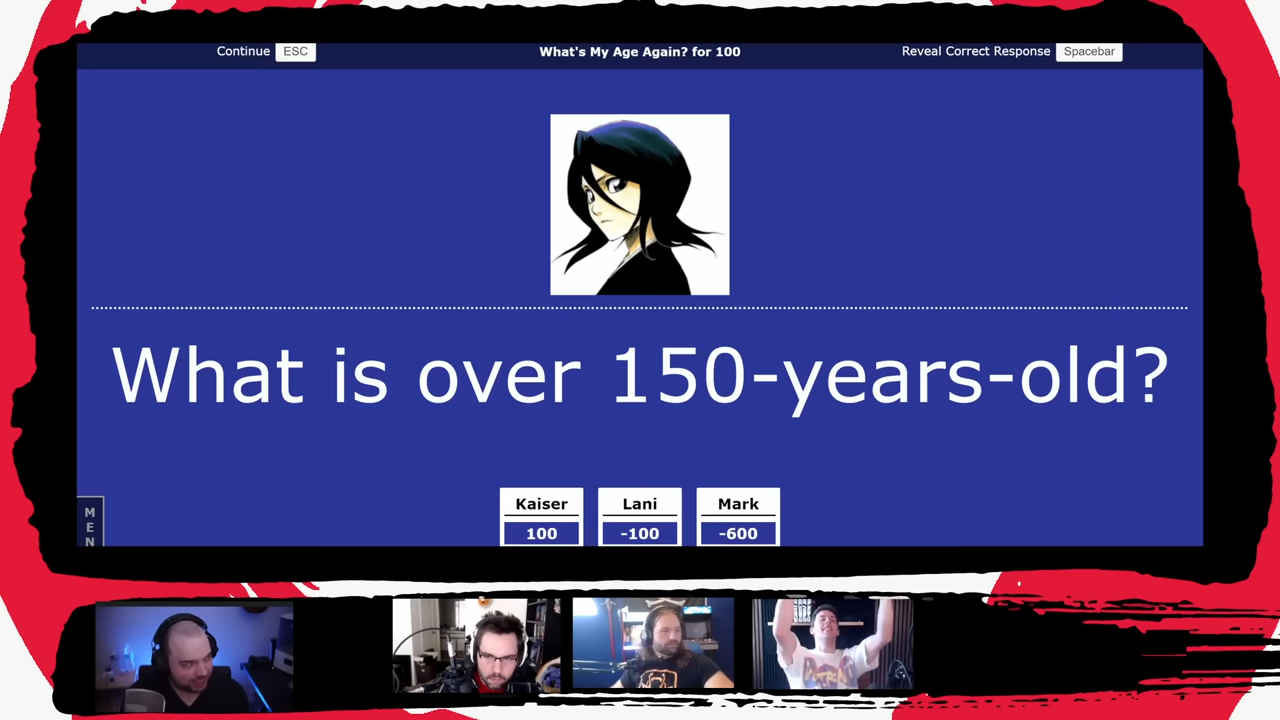 Continue ESC
What's My Age Again? for 100
Reveal Correct Response Spacebar
What is over 150-years-old?
MEN
Kaiser
100
Lani
-100
Mark
-600